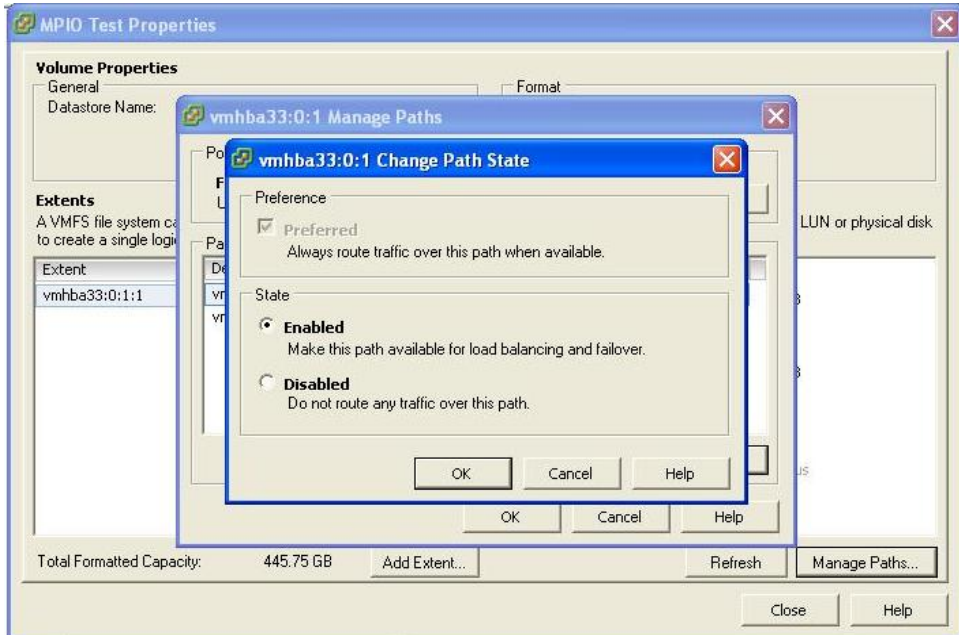 MPIO Test Properties
Volume Properties
General
Format
Datastore Name:
vmhba33:0:1 Manage Paths
vmhba33:0:1 Change Path State
Preference
Preferred
Always route traffic over this path when available.
State
Enabled
Make this path available for load balancing and failover.
Disabled
Do not route any traffic over this path.
OK
Cancel
Help
OK
Cancel
Help
Extents
A VMFS file system ca
to create a single logi
LUN or physical disk
Extent
vmhba33:0:1:1
Total Formatted Capacity:
445.75 GB
Add Extent...
Refresh
Manage Paths...
Close
Help